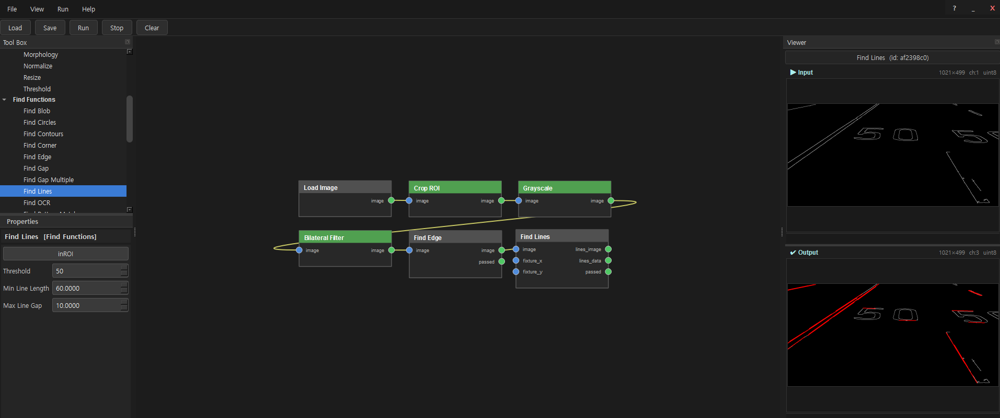 File View Run Help ? _ X
Load Save Run Stop Clear
Tool Box
Morphology
Normalize
Resize
Threshold
Find Functions
Find Blob
Find Circles
Find Contours
Find Corner
Find Edge
Find Gap
Find Gap Multiple
Find Lines
Find OCR
Properties
Find Lines [Find Functions]
inROI
Threshold 50
Min Line Length 60.0000
Max Line Gap 10.0000
Load Image
image
Crop ROI
image image
Grayscale
image image
Bilateral Filter
image image
Find Edge
image image
passed
Find Lines
image lines_image
fixture_x lines_data
fixture_y passed
Viewer
Find Lines (id: af2398c0)
Input 1021×499 ch:1 uint8
50 5
Output 1021×499 ch:3 uint8
50 5